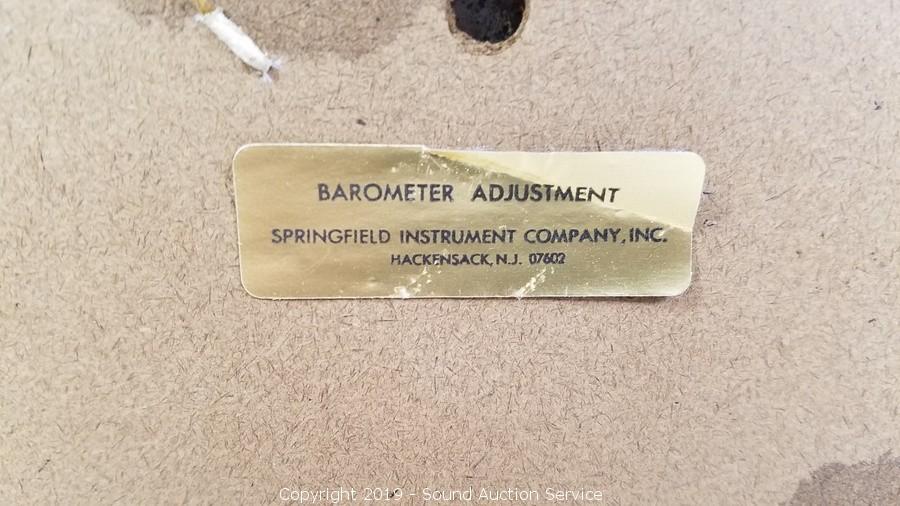 BAROMETER ADJUSTMENT
SPRINGFIELD INSTRUMENT COMPANY, INC.
HACKENSACK, N.J. 07602
Copyright 2019 - Sound Auction Service